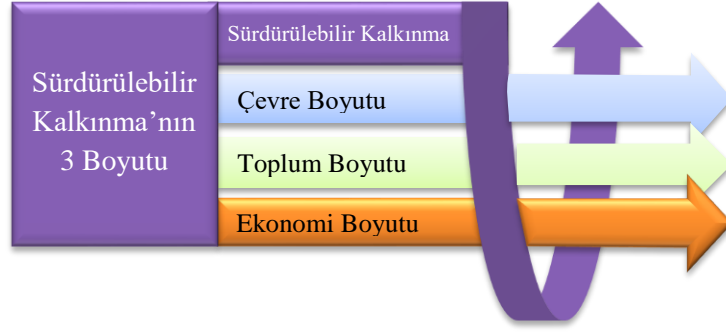 Sürdürülebilir
Kalkınma’nın
3 Boyutu
Sürdürülebilir Kalkınma
Çevre Boyutu
Toplum Boyutu
Ekonomi Boyutu